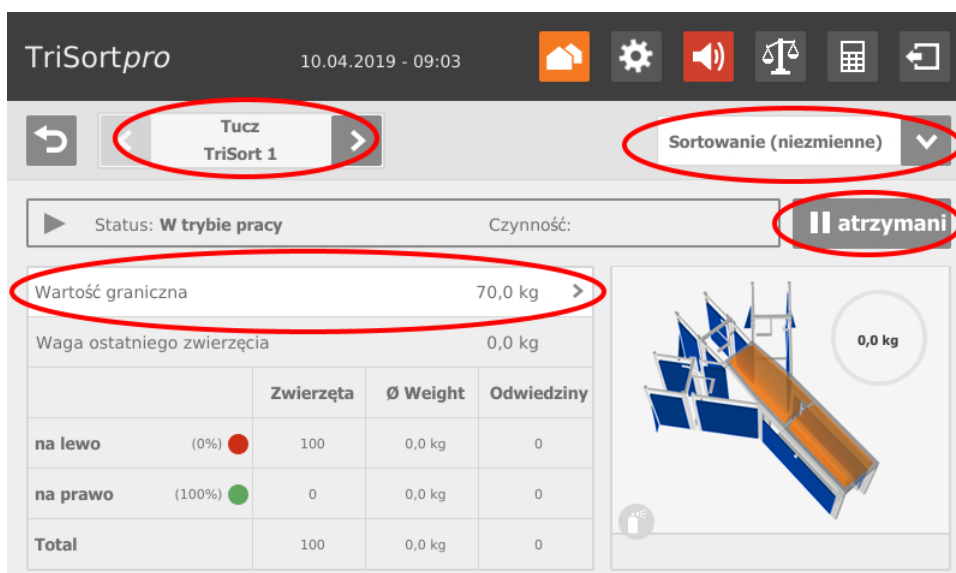 TriSortpro 10.04.2019 - 09:03
Tucz
TriSort 1
Sortowanie (niezmienne)
Status: W trybie pracy Czynność:
atrzymani
Wartość graniczna 70,0 kg
Waga ostatniego zwierzęcia 0,0 kg
0,0 kg
Zwierzęta Ø Weight Odwiedziny
na lewo (0%) 100 0,0 kg 0
na prawo (100%) 0 0,0 kg 0
Total 100 0,0 kg 0